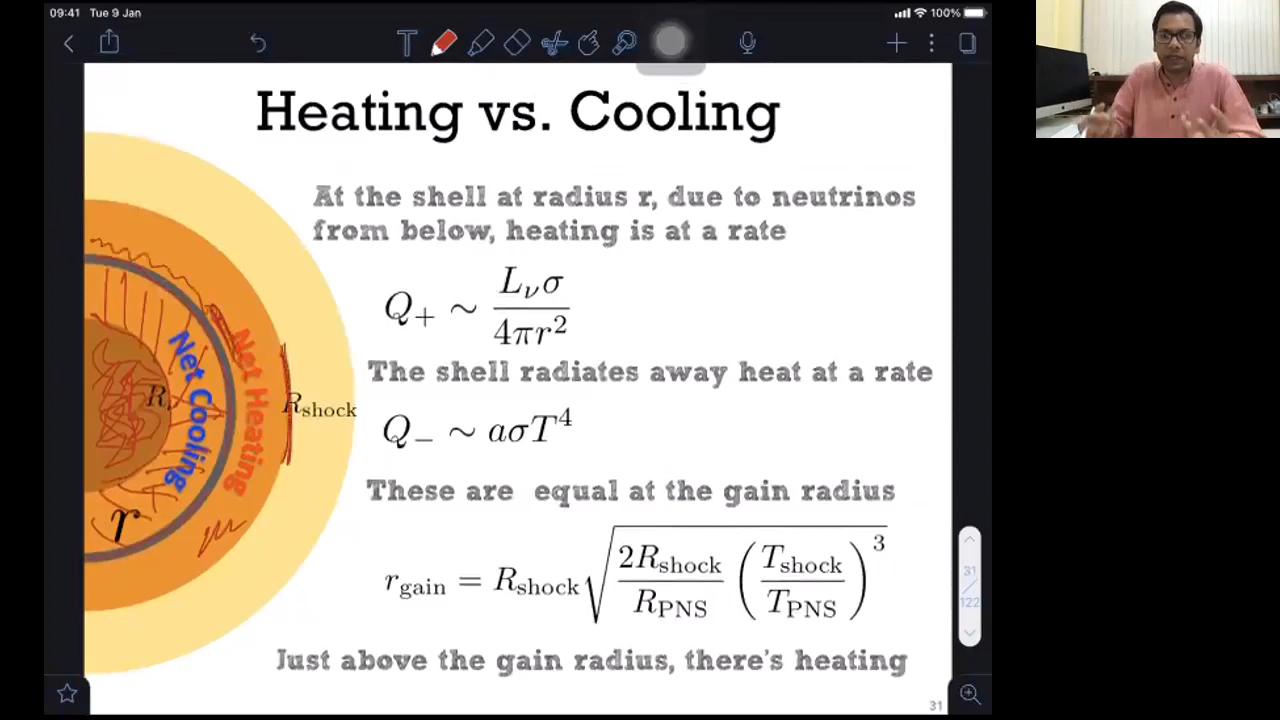 09:41 Tue 9 Jan
100%
T
Heating vs. Cooling
At the shell at radius r, due to neutrinos
from below, heating is at a rate
Q₊ ~ L_ν σ / 4πr²
The shell radiates away heat at a rate
Q₋ ~ aσT⁴
These are equal at the gain radius
r_gain = R_shock √(2R_shock / R_PNS (T_shock / T_PNS)³)
Just above the gain radius, there's heating
Net Cooling
Net Heating
R_shock
r
31
/
122
31